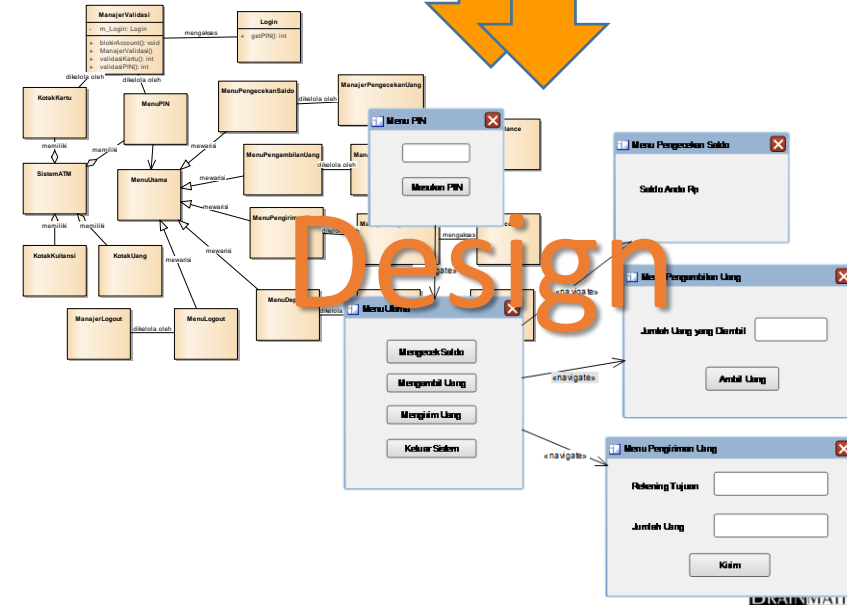 ManajerValidasi
- m_Login: Login
+ blokirAccount(): void
+ ManajerValidasi()
+ validasiKartu(): int
+ validasiPIN(): int
mengakses
Login
+ getPIN(): int
dikelola oleh
dikelola oleh
KotakKartu
MenuPIN
MenuPengecekanSaldo
dikelola oleh
ManajerPengecekanUang
memiliki
memiliki
mewarisi
SistemATM
MenuUtama
MenuPengambilanUang
dikelola oleh
mewarisi
mewarisi
memiliki
memiliki
KotakKuitansi
KotakUang
mewarisi
mewarisi
mengakses
ManajerLogout
dikelola oleh
MenuLogout
dikelola
Menu PIN
Masukan PIN
Design
Menu Utama
Mengecek Saldo
Mengambil Uang
Mengirim Uang
Keluar Sistem
«navigate»
«navigate»
«navigate»
Menu Pengecekan Saldo
Saldo Anda Rp
Menu Pengambilan Uang
Jumlah Uang yang Diambil
Ambil Uang
Menu Pengiriman Uang
Rekening Tujuan
Jumlah Uang
Kirim